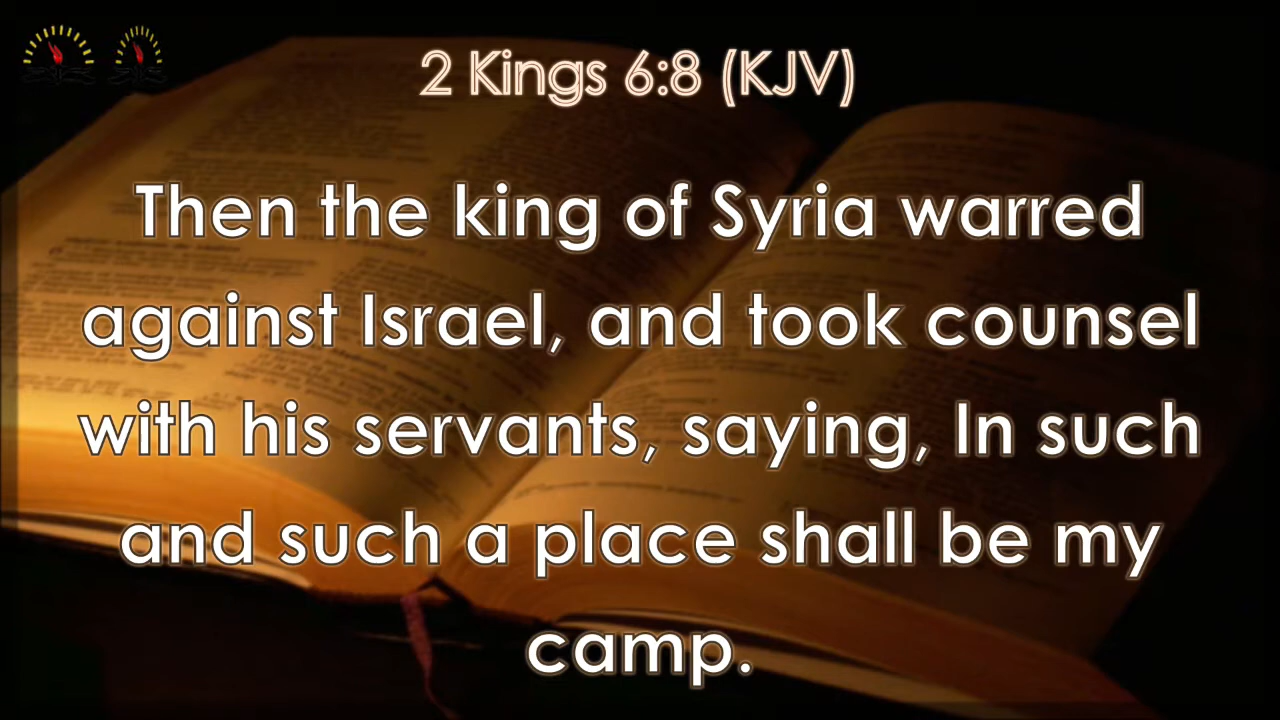 2 Kings 6:8 (KJV)
Then the king of Syria warred
against Israel, and took counsel
with his servants, saying, In such
and such a place shall be my
camp.